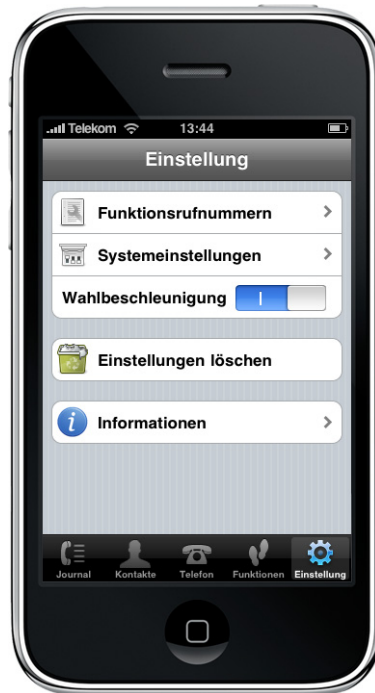 Telekom 13:44
Einstellung
Funktionsrufnummern
Systemeinstellungen
Wahlbeschleunigung
Einstellungen löschen
Informationen
Journal Kontakte Telefon Funktionen Einstellung